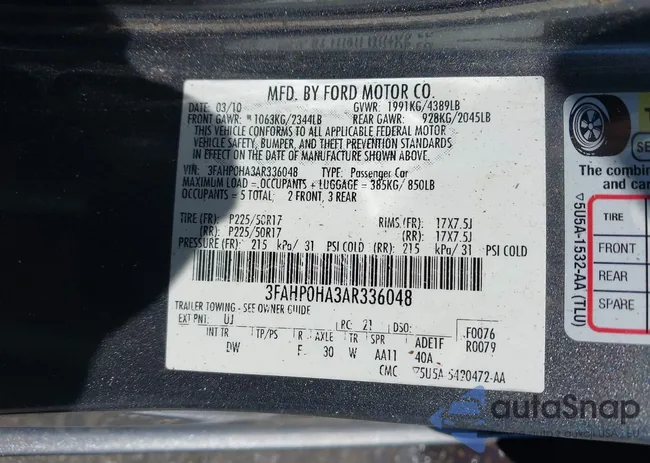 MFD. BY FORD MOTOR CO.
DATE: 03/10 GVWR: 1991KG/4389LB
FRONT GAWR: 1063KG/2344LB REAR GAWR: 928KG/2045LB
THIS VEHICLE CONFORMS TO ALL APPLICABLE FEDERAL MOTOR
VEHICLE SAFETY, BUMPER, AND THEFT PREVENTION STANDARDS
IN EFFECT ON THE DATE OF MANUFACTURE SHOWN ABOVE.
VIN: 3FAHP0HA3AR336048 TYPE: Passenger Car
MAXIMUM LOAD = OCCUPANTS + LUGGAGE = 385KG/ 850LB
OCCUPANTS = 5 TOTAL: 2 FRONT, 3 REAR
TIRE (FR): P225/50R17 RIMS (FR): 17X7.5J
(RR): P225/50R17 (RR): 17X7.5J
PRESSURE (FR): 215 kPa/ 31 PSI COLD (RR): 215 kPa/ 31 PSI COLD
3FAHP0HA3AR336048
TRAILER TOWING - SEE OWNER GUIDE
EXT PNT: UJ RC: 21 DSO: F0076
INT TR TP/PS R AXLE TR SPR ADE1F R0079
DW F 30 W AA11 40A
CMC 5U5A 5420472-AA
5U5A-1532-AA (TLU)
SE
The combin
and car
TIRE
FRONT
REAR
SPARE
autoSnap